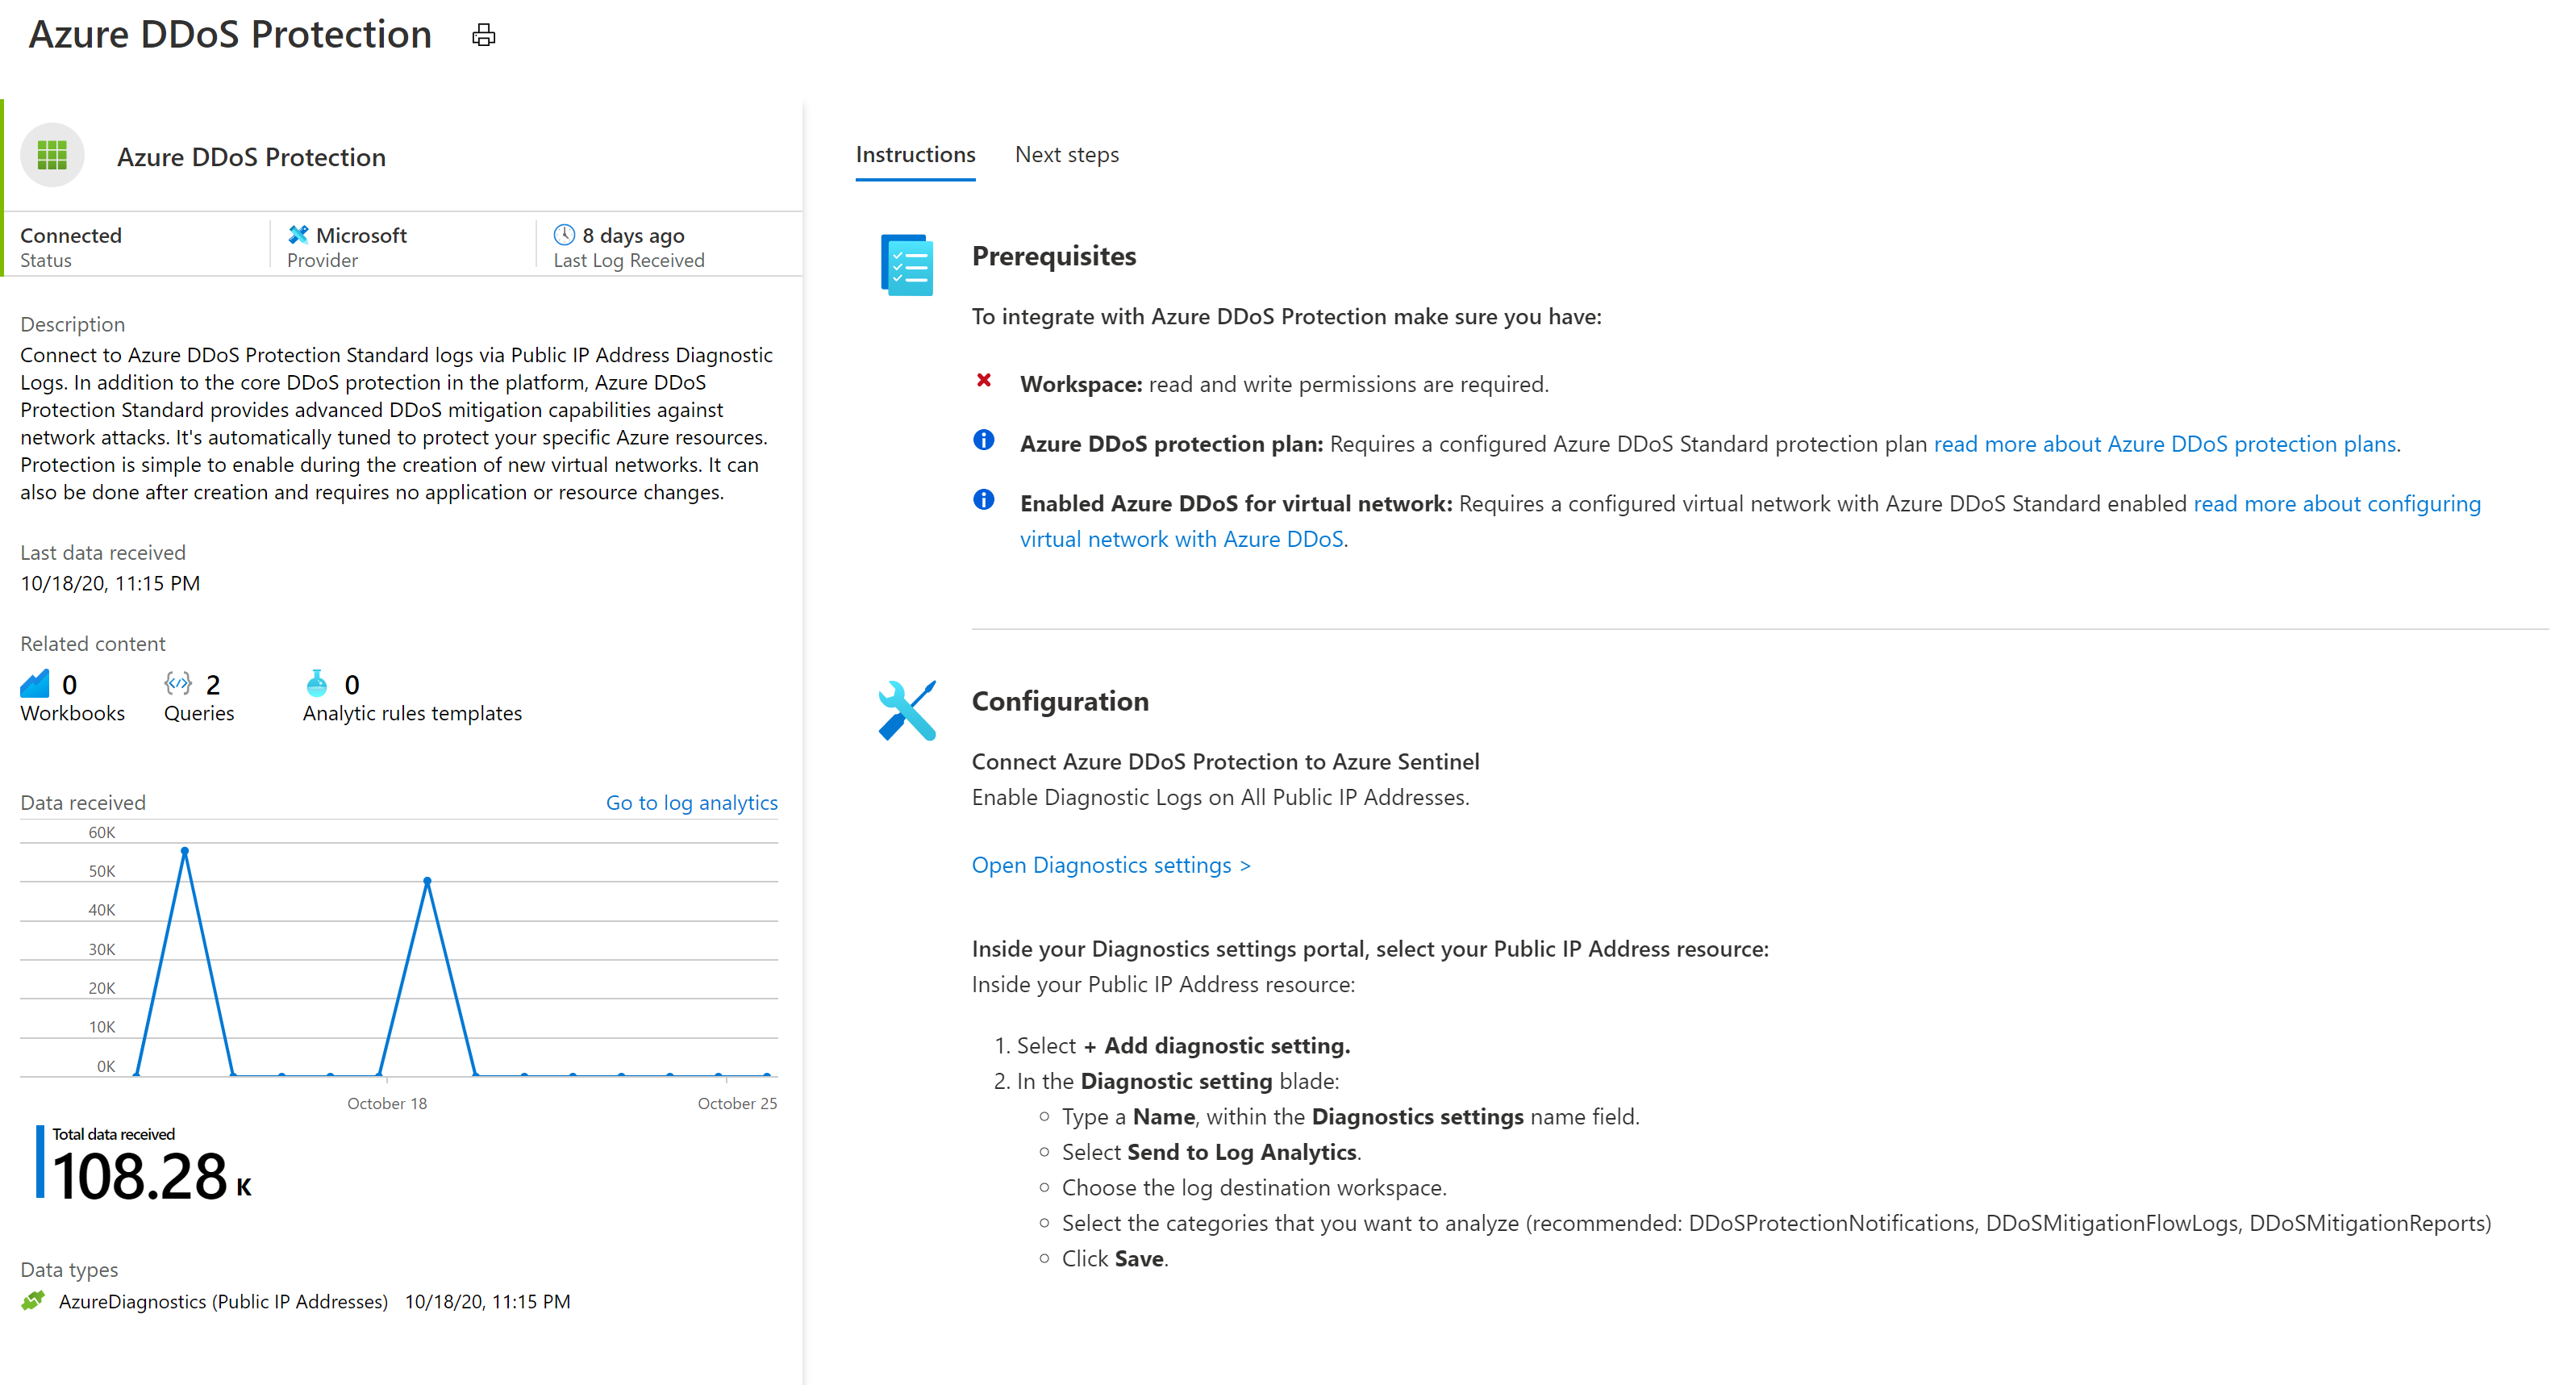 Azure DDoS Protection
Azure DDoS Protection
Connected
Status
Microsoft
Provider
8 days ago
Last Log Received
Description
Connect to Azure DDoS Protection Standard logs via Public IP Address Diagnostic
Logs. In addition to the core DDoS protection in the platform, Azure DDoS
Protection Standard provides advanced DDoS mitigation capabilities against
network attacks. It's automatically tuned to protect your specific Azure resources.
Protection is simple to enable during the creation of new virtual networks. It can
also be done after creation and requires no application or resource changes.
Last data received
10/18/20, 11:15 PM
Related content
0
Workbooks
2
Queries
0
Analytic rules templates
Data received
Go to log analytics
60K
50K
40K
30K
20K
10K
0K
October 18
October 25
Total data received
108.28 K
Data types
AzureDiagnostics (Public IP Addresses) 10/18/20, 11:15 PM
Instructions
Next steps
Prerequisites
To integrate with Azure DDoS Protection make sure you have:
Workspace: read and write permissions are required.
Azure DDoS protection plan: Requires a configured Azure DDoS Standard protection plan read more about Azure DDoS protection plans.
Enabled Azure DDoS for virtual network: Requires a configured virtual network with Azure DDoS Standard enabled read more about configuring
virtual network with Azure DDoS.
Configuration
Connect Azure DDoS Protection to Azure Sentinel
Enable Diagnostic Logs on All Public IP Addresses.
Open Diagnostics settings >
Inside your Diagnostics settings portal, select your Public IP Address resource:
Inside your Public IP Address resource:
1. Select + Add diagnostic setting.
2. In the Diagnostic setting blade:
Type a Name, within the Diagnostics settings name field.
Select Send to Log Analytics.
Choose the log destination workspace.
Select the categories that you want to analyze (recommended: DDoSProtectionNotifications, DDoSMitigationFlowLogs, DDoSMitigationReports)
Click Save.